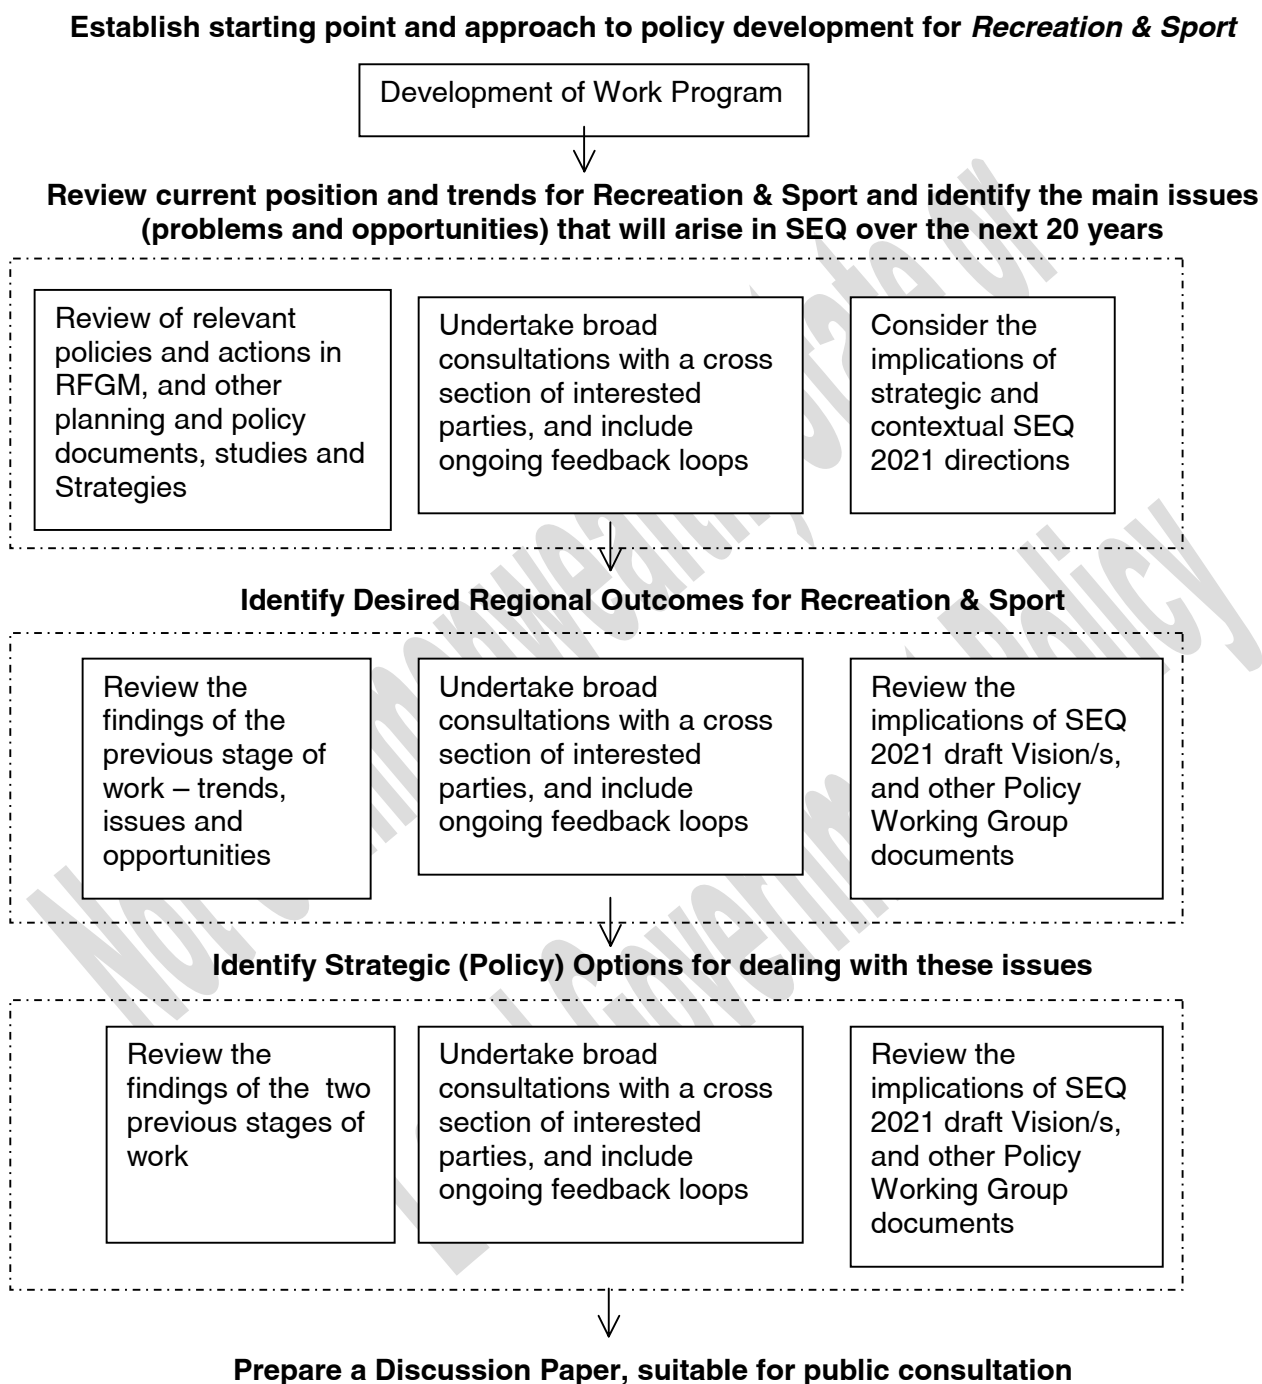 Establish starting point and approach to policy development for Recreation & Sport
Development of Work Program
Review current position and trends for Recreation & Sport and identify the main issues
(problems and opportunities) that will arise in SEQ over the next 20 years
Review of relevant
policies and actions in
RFGM, and other
planning and policy
documents, studies and
Strategies
Undertake broad
consultations with a cross
section of interested
parties, and include
ongoing feedback loops
Consider the
implications of
strategic and
contextual SEQ
2021 directions
Identify Desired Regional Outcomes for Recreation & Sport
Review the
findings of the
previous stage of
work – trends,
issues and
opportunities
Undertake broad
consultations with a cross
section of interested
parties, and include
ongoing feedback loops
Review the
implications of SEQ
2021 draft Vision/s,
and other Policy
Working Group
documents
Identify Strategic (Policy) Options for dealing with these issues
Review the
findings of the  two
previous stages of
work
Undertake broad
consultations with a cross
section of interested
parties, and include
ongoing feedback loops
Review the
implications of SEQ
2021 draft Vision/s,
and other Policy
Working Group
documents
Prepare a Discussion Paper, suitable for public consultation